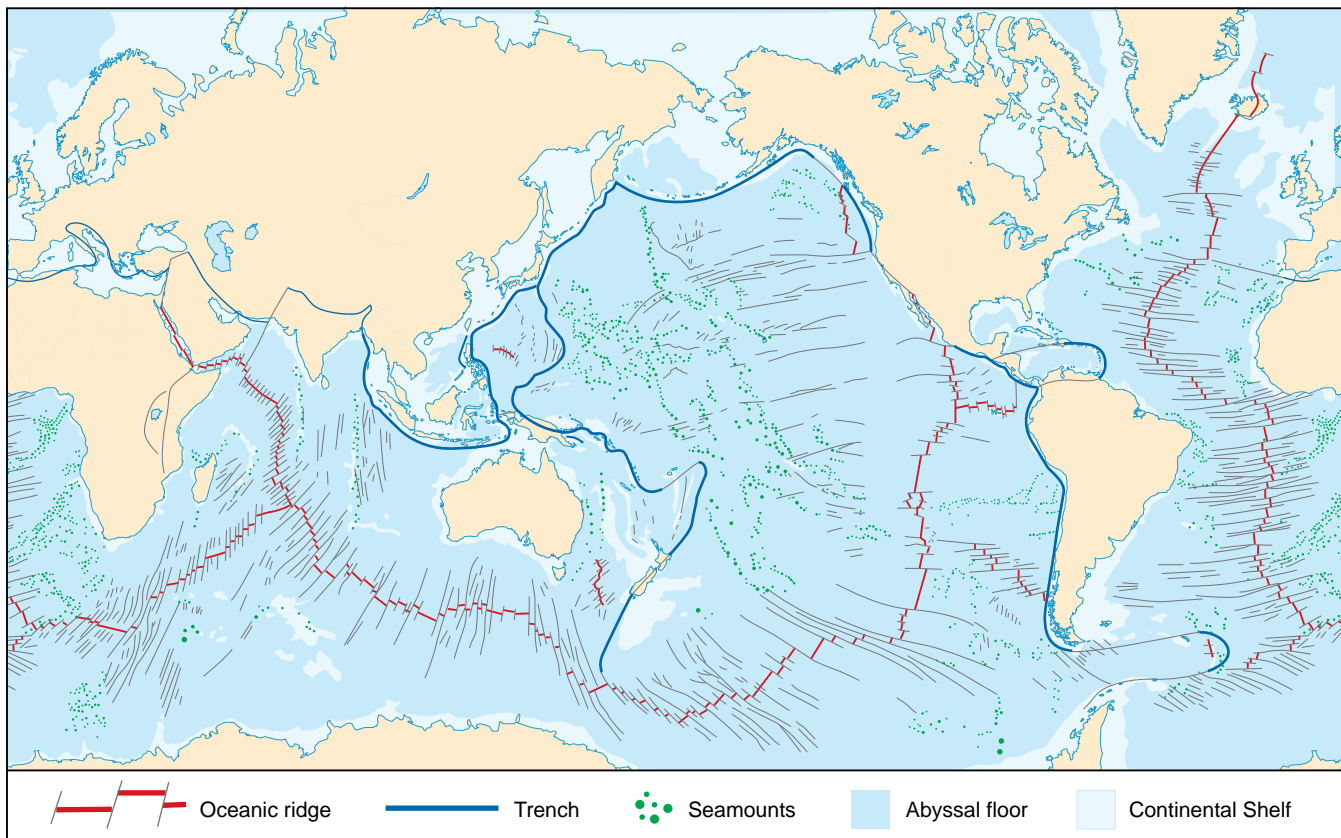 Oceanic ridge
Trench
Seamounts
Abyssal floor
Continental Shelf